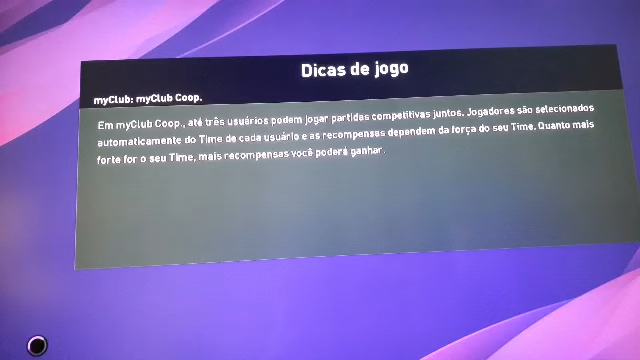 Dicas de jogo
myClub: myClub Coop.
Em myClub Coop., até três usuários podem jogar partidas competitivas juntos. Jogadores são selecionados
automaticamente do Time de cada usuário e as recompensas dependem da força do seu Time. Quanto mais
forte for o seu Time, mais recompensas você poderá ganhar.